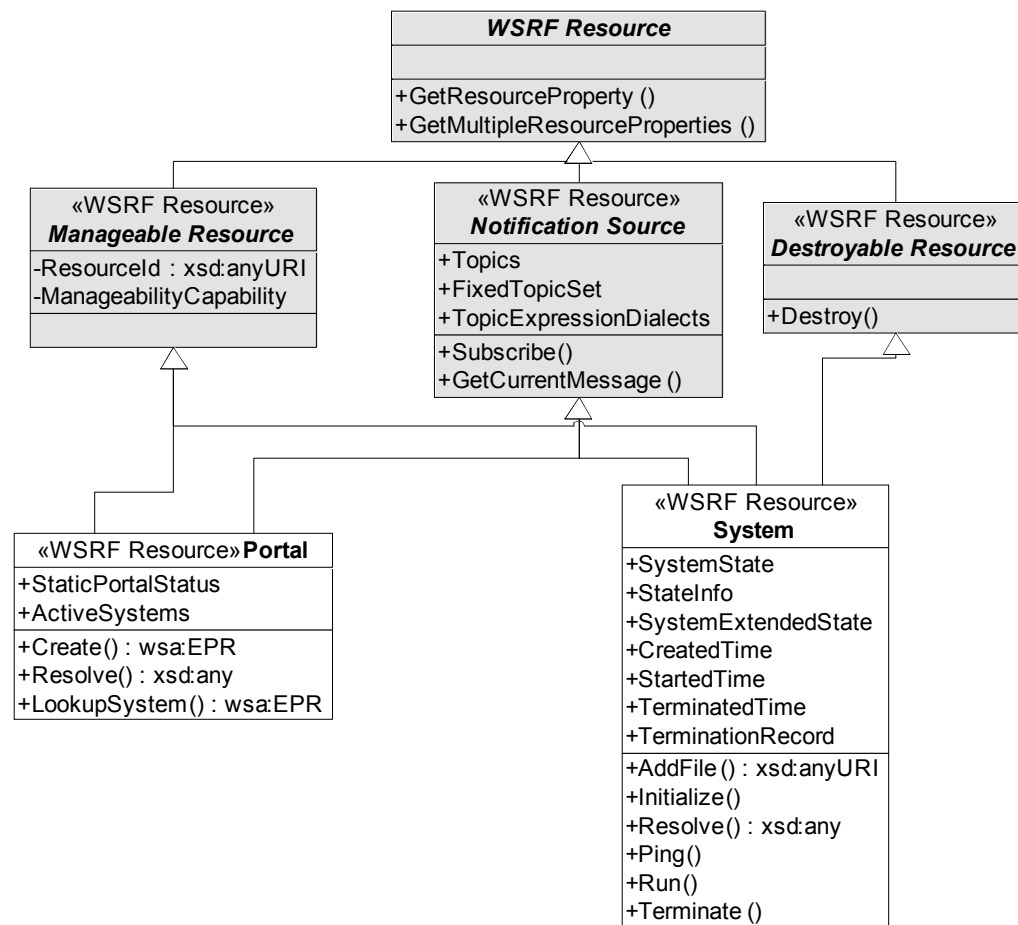 WSRF Resource
+GetResourceProperty ()
+GetMultipleResourceProperties ()
«WSRF Resource»
Manageable Resource
-ResourceId : xsd:anyURI
-ManageabilityCapability
«WSRF Resource»
Notification Source
+Topics
+FixedTopicSet
+TopicExpressionDialects
+Subscribe()
+GetCurrentMessage ()
«WSRF Resource»
Destroyable Resource
+Destroy()
«WSRF Resource» Portal
+StaticPortalStatus
+ActiveSystems
+Create() : wsa:EPR
+Resolve() : xsd:any
+LookupSystem() : wsa:EPR
«WSRF Resource»
System
+SystemState
+StateInfo
+SystemExtendedState
+CreatedTime
+StartedTime
+TerminatedTime
+TerminationRecord
+AddFile() : xsd:anyURI
+Initialize()
+Resolve() : xsd:any
+Ping()
+Run()
+Terminate ()